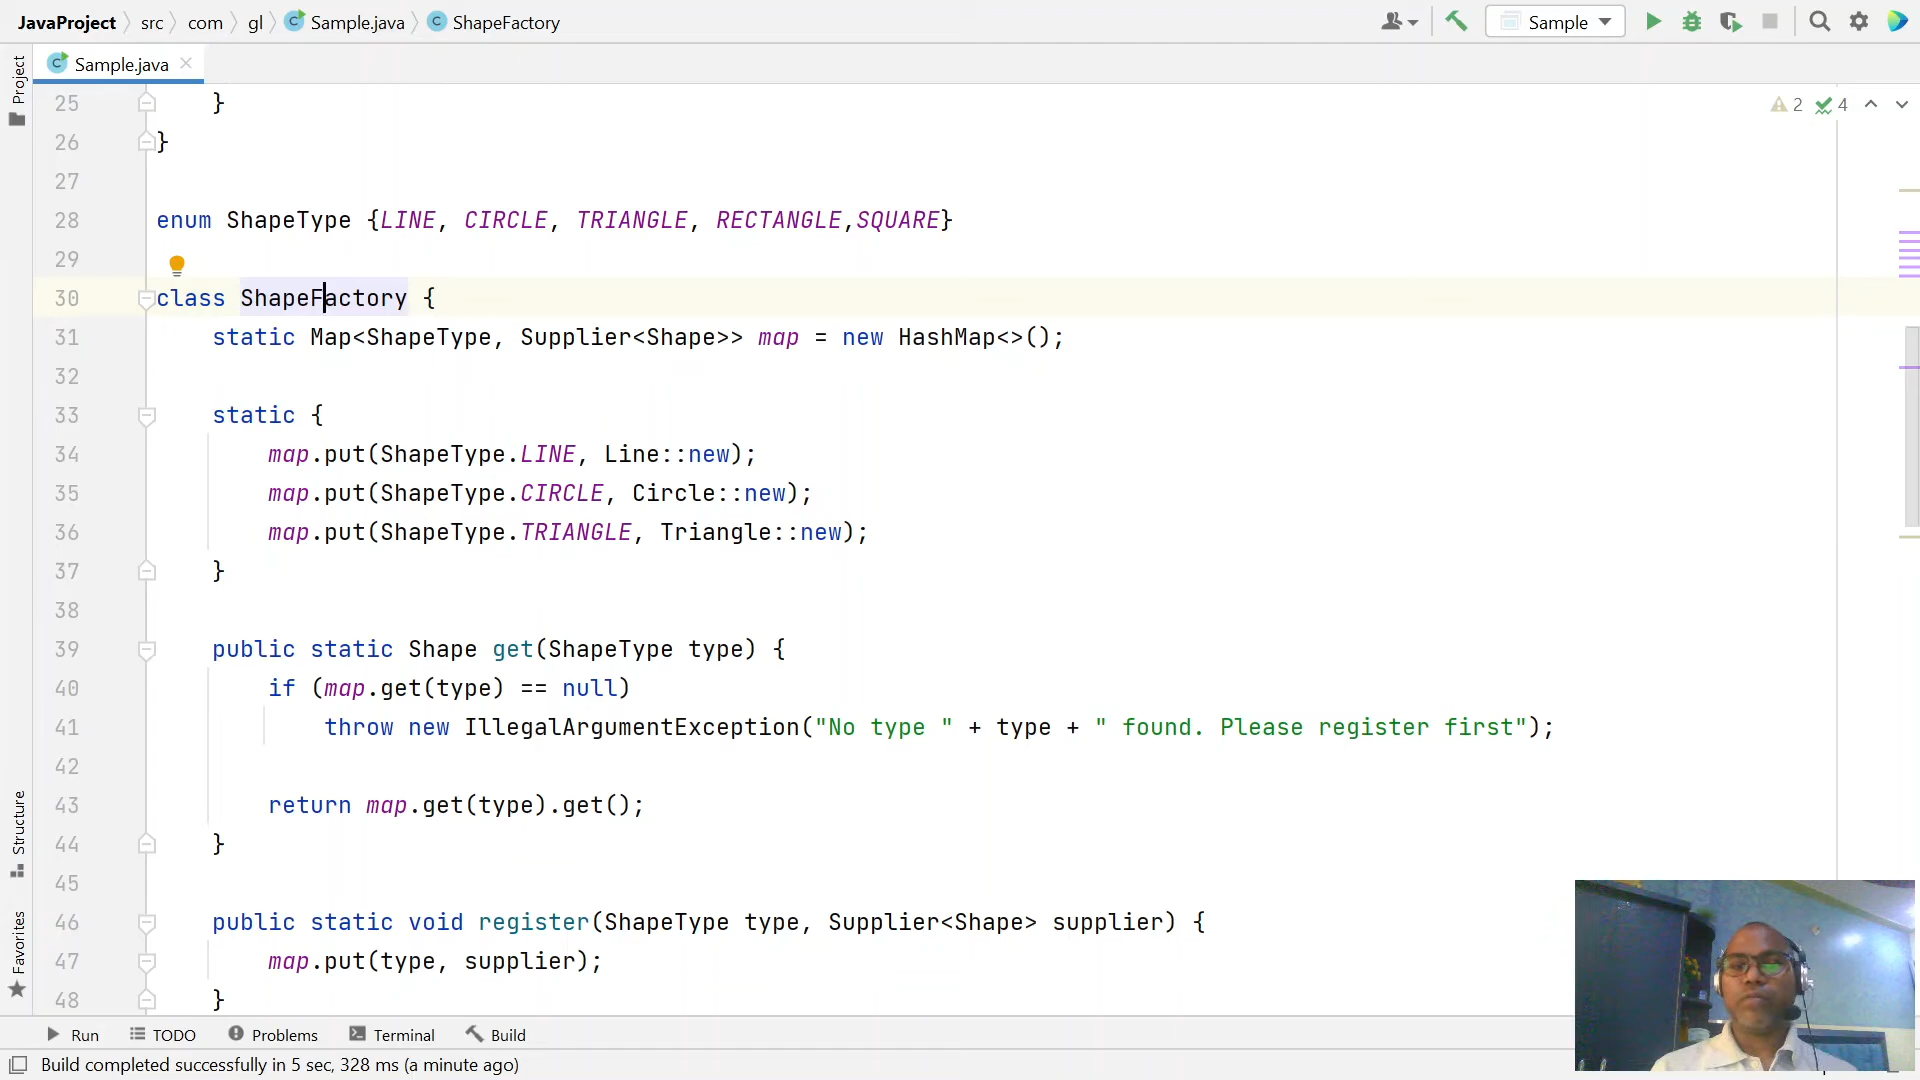 JavaProject src com gl Sample.java ShapeFactory
Sample
Project
Sample.java
2 4
25 }
26 }
27
28 enum ShapeType {LINE, CIRCLE, TRIANGLE, RECTANGLE,SQUARE}
29
30 class ShapeFactory {
31 static Map<ShapeType, Supplier<Shape>> map = new HashMap<>();
32
33 static {
34 map.put(ShapeType.LINE, Line::new);
35 map.put(ShapeType.CIRCLE, Circle::new);
36 map.put(ShapeType.TRIANGLE, Triangle::new);
37 }
38
39 public static Shape get(ShapeType type) {
40 if (map.get(type) == null)
41 throw new IllegalArgumentException("No type " + type + " found. Please register first");
42
43 return map.get(type).get();
44 }
45
46 public static void register(ShapeType type, Supplier<Shape> supplier) {
47 map.put(type, supplier);
48 }
Structure
Favorites
Run TODO Problems Terminal Build
Build completed successfully in 5 sec, 328 ms (a minute ago)